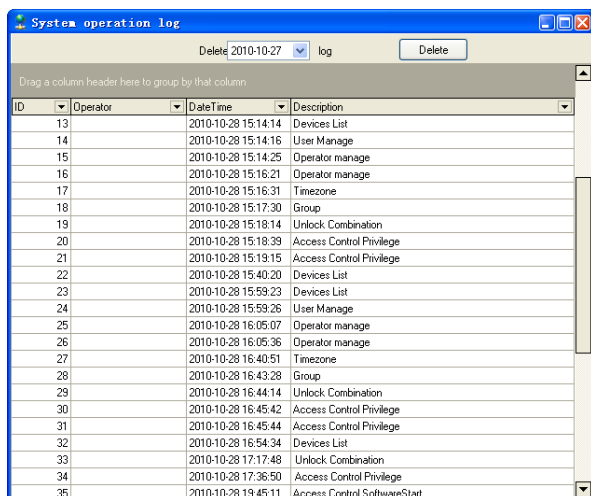 System operation log
Delete 2010-10-27 log Delete
Drag a column header here to group by that column
ID Operator DateTime Description
13 2010-10-28 15:14:14 Devices List
14 2010-10-28 15:14:16 User Manage
15 2010-10-28 15:14:25 Operator manage
16 2010-10-28 15:16:21 Operator manage
17 2010-10-28 15:16:31 Timezone
18 2010-10-28 15:17:30 Group
19 2010-10-28 15:18:14 Unlock Combination
20 2010-10-28 15:18:39 Access Control Privilege
21 2010-10-28 15:19:15 Access Control Privilege
22 2010-10-28 15:40:20 Devices List
23 2010-10-28 15:59:23 Devices List
24 2010-10-28 15:59:26 User Manage
25 2010-10-28 16:05:07 Operator manage
26 2010-10-28 16:05:36 Operator manage
27 2010-10-28 16:40:51 Timezone
28 2010-10-28 16:43:28 Group
29 2010-10-28 16:44:14 Unlock Combination
30 2010-10-28 16:45:42 Access Control Privilege
31 2010-10-28 16:45:44 Access Control Privilege
32 2010-10-28 16:54:34 Devices List
33 2010-10-28 17:17:48 Unlock Combination
34 2010-10-28 17:36:50 Access Control Privilege
35 2010-10-28 19:45:11 Access Control SoftwareStart